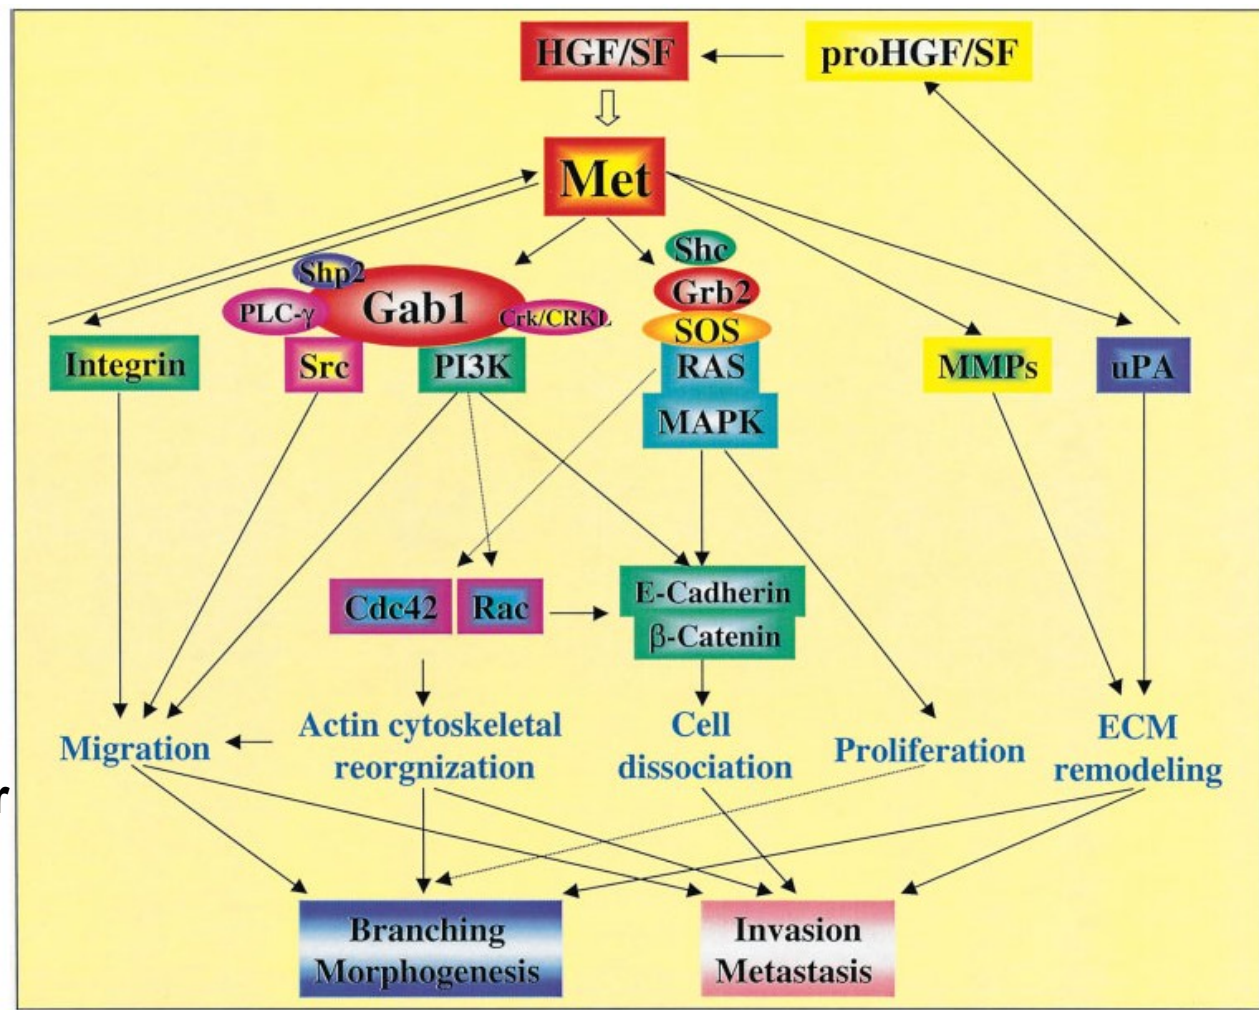 HGF/SF
proHGF/SF
Met
Shc
Shp2
Grb2
PLC-γ
Gab1
Crk/CRKL
SOS
Integrin
Src
PI3K
RAS
MMPs
uPA
MAPK
Cdc42
Rac
E-Cadherin
β-Catenin
Migration
Actin cytoskeletal
reorgnization
Cell
dissociation
Proliferation
ECM
remodeling
r
Branching
Morphogenesis
Invasion
Metastasis